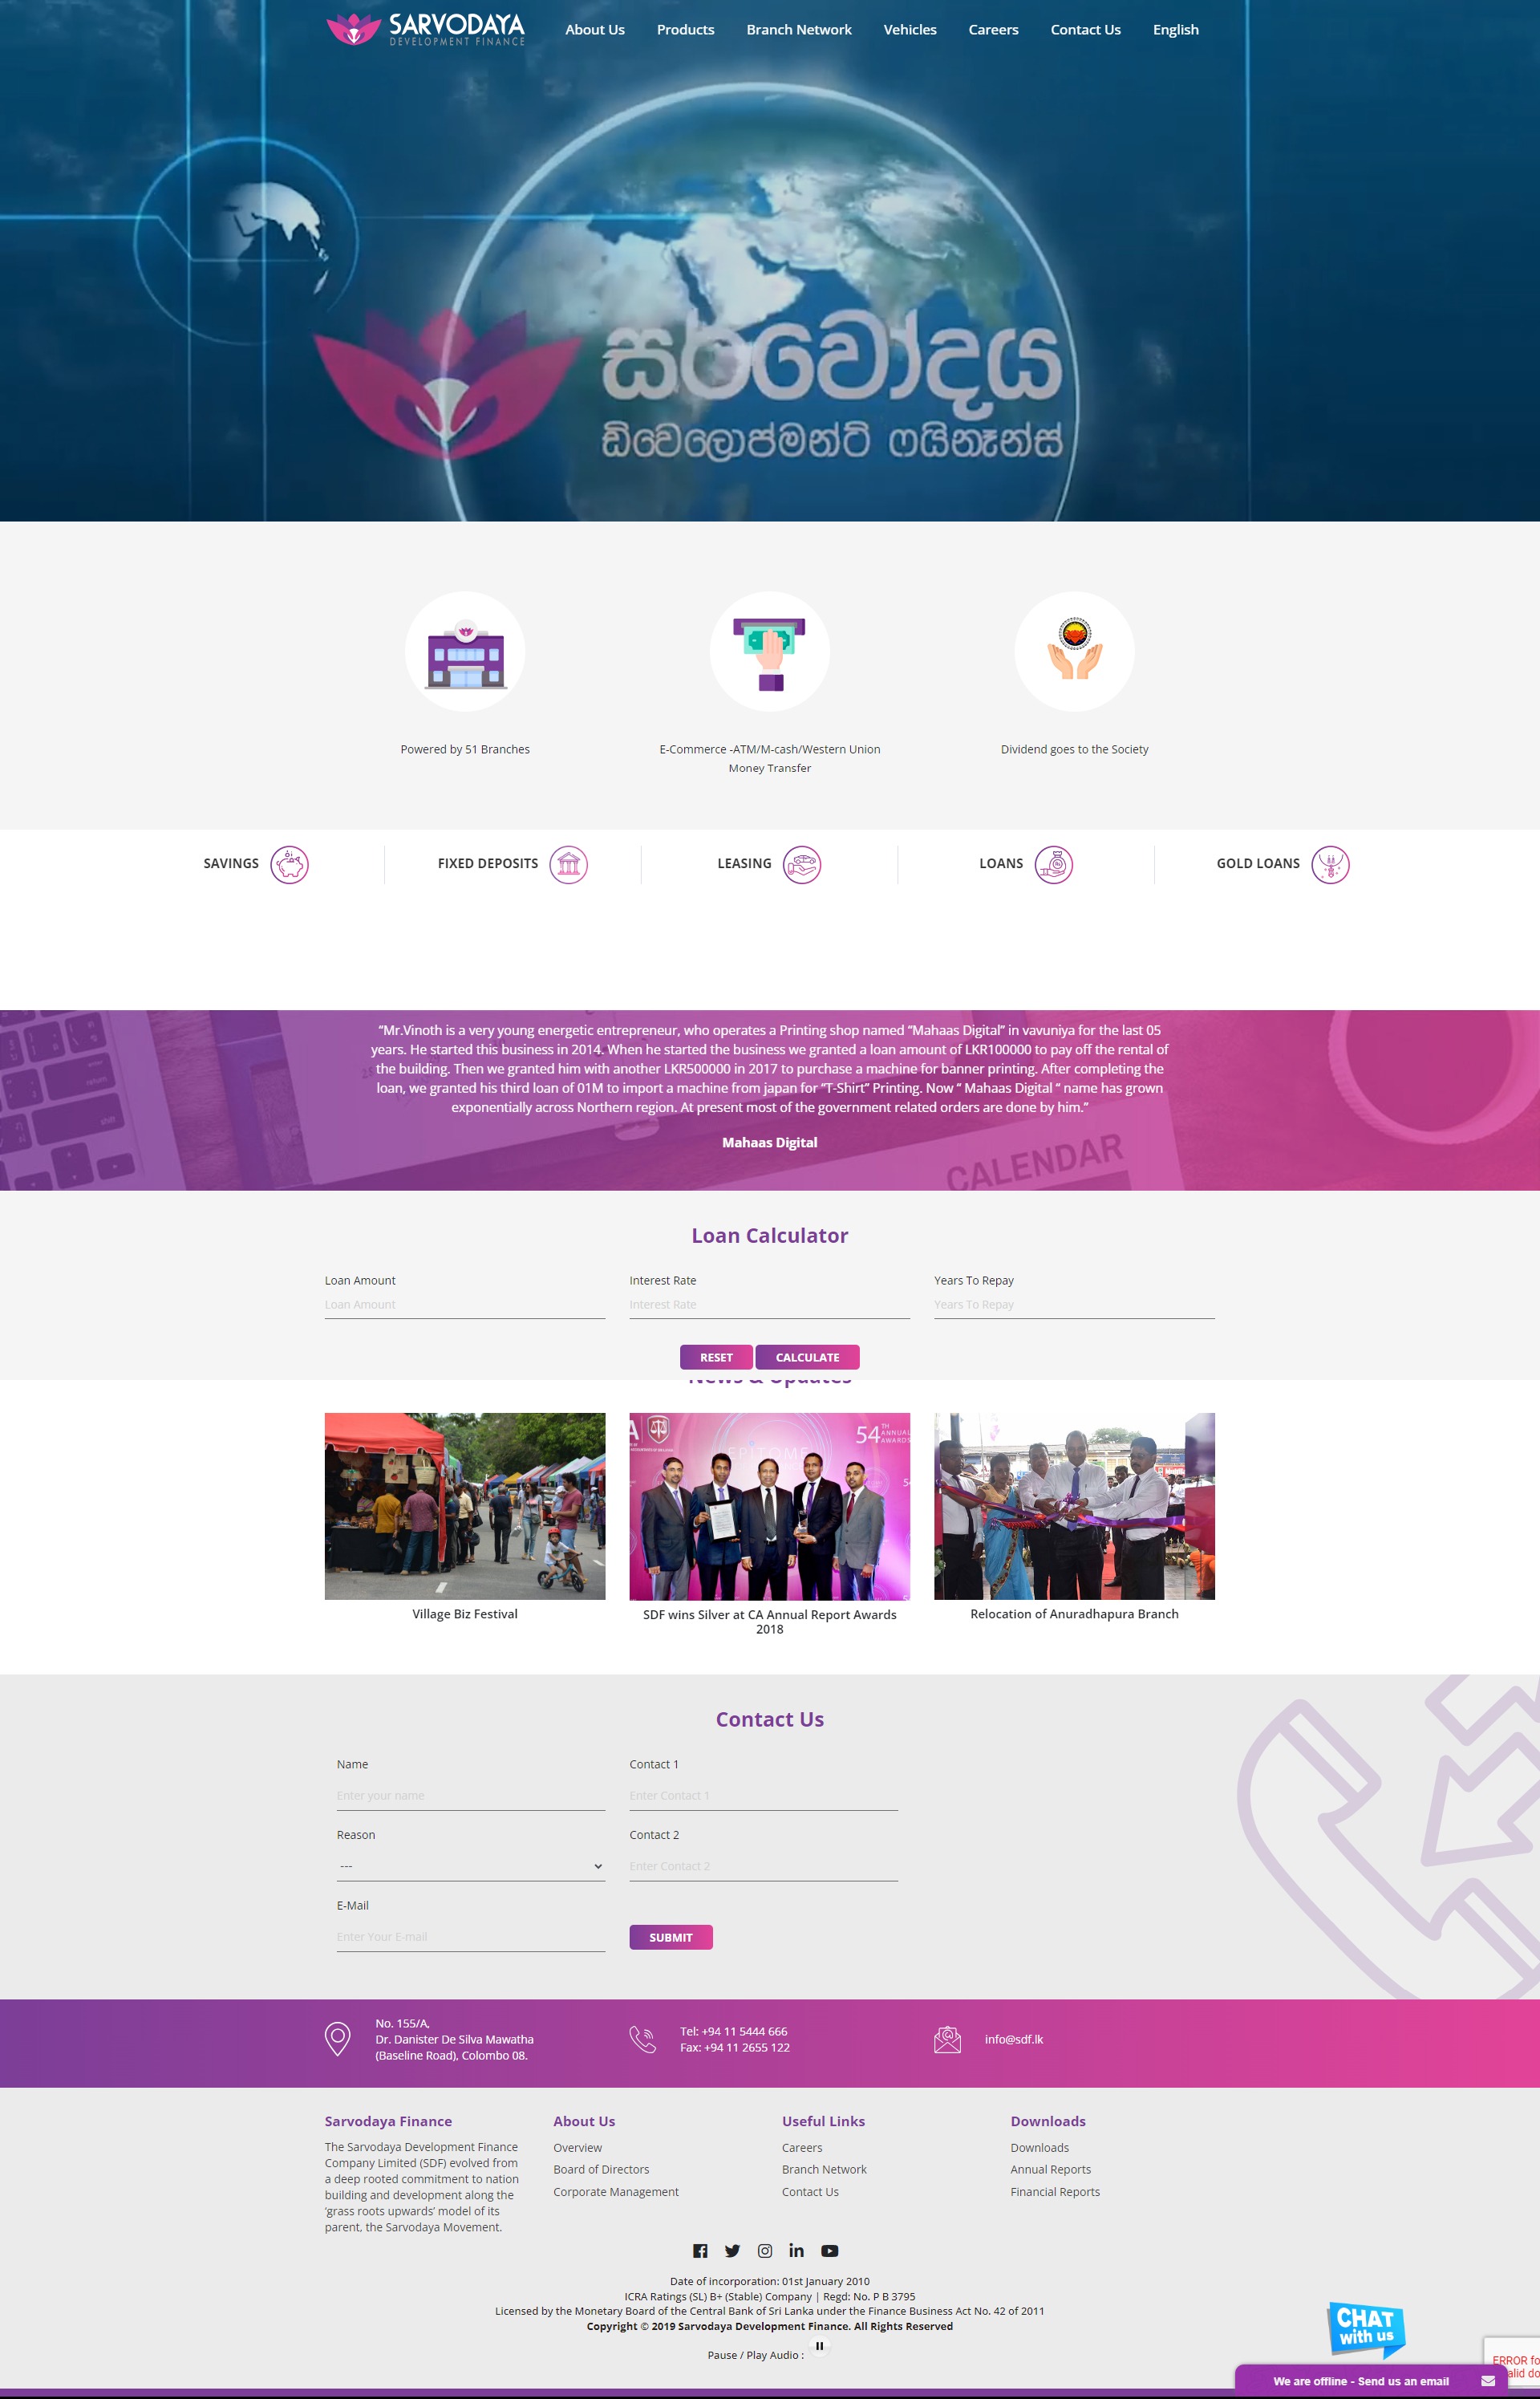 SARVODAYA
DEVELOPMENT FINANCE
About Us
Products
Branch Network
Vehicles
Careers
Contact Us
English
සර්වෝදය
ඩිවෙලොප්මන්ට් ෆයිනෑන්ස්
Powered by 51 Branches
E-Commerce -ATM/M-cash/Western Union
Money Transfer
Dividend goes to the Society
SAVINGS
FIXED DEPOSITS
LEASING
LOANS
GOLD LOANS
“Mr.Vinoth is a very young energetic entrepreneur, who operates a Printing shop named “Mahaas Digital” in vavuniya for the last 05
years. He started this business in 2014. When he started the business we granted a loan amount of LKR100000 to pay off the rental of
the building. Then we granted him with another LKR500000 in 2017 to purchase a machine for banner printing. After completing the
loan, we granted his third loan of 01M to import a machine from japan for “T-Shirt” Printing. Now “ Mahaas Digital “ name has grown
exponentially across Northern region. At present most of the government related orders are done by him.”
Mahaas Digital
CALENDAR
Loan Calculator
Loan Amount
Interest Rate
Years To Repay
Loan Amount
Interest Rate
Years To Repay
RESET
CALCULATE
News & Updates
EPITOME
54TH ANNUAL AWARDS
Village Biz Festival
SDF wins Silver at CA Annual Report Awards
2018
Relocation of Anuradhapura Branch
Contact Us
Name
Contact 1
Enter your name
Enter Contact 1
Reason
Contact 2
---
Enter Contact 2
E-Mail
Enter Your E-mail
SUBMIT
No. 155/A,
Dr. Danister De Silva Mawatha
(Baseline Road), Colombo 08.
Tel: +94 11 5444 666
Fax: +94 11 2655 122
info@sdf.lk
Sarvodaya Finance
The Sarvodaya Development Finance
Company Limited (SDF) evolved from
a deep rooted commitment to nation
building and development along the
‘grass roots upwards’ model of its
parent, the Sarvodaya Movement.
About Us
Overview
Board of Directors
Corporate Management
Useful Links
Careers
Branch Network
Contact Us
Downloads
Downloads
Annual Reports
Financial Reports
Date of incorporation: 01st January 2010
ICRA Ratings (SL) B+ (Stable) Company | Regd: No. P B 3795
Licensed by the Monetary Board of the Central Bank of Sri Lanka under the Finance Business Act No. 42 of 2011
Copyright © 2019 Sarvodaya Development Finance. All Rights Reserved
Pause / Play Audio :
CHAT
with us
ERROR fo
alid do
We are offline - Send us an email